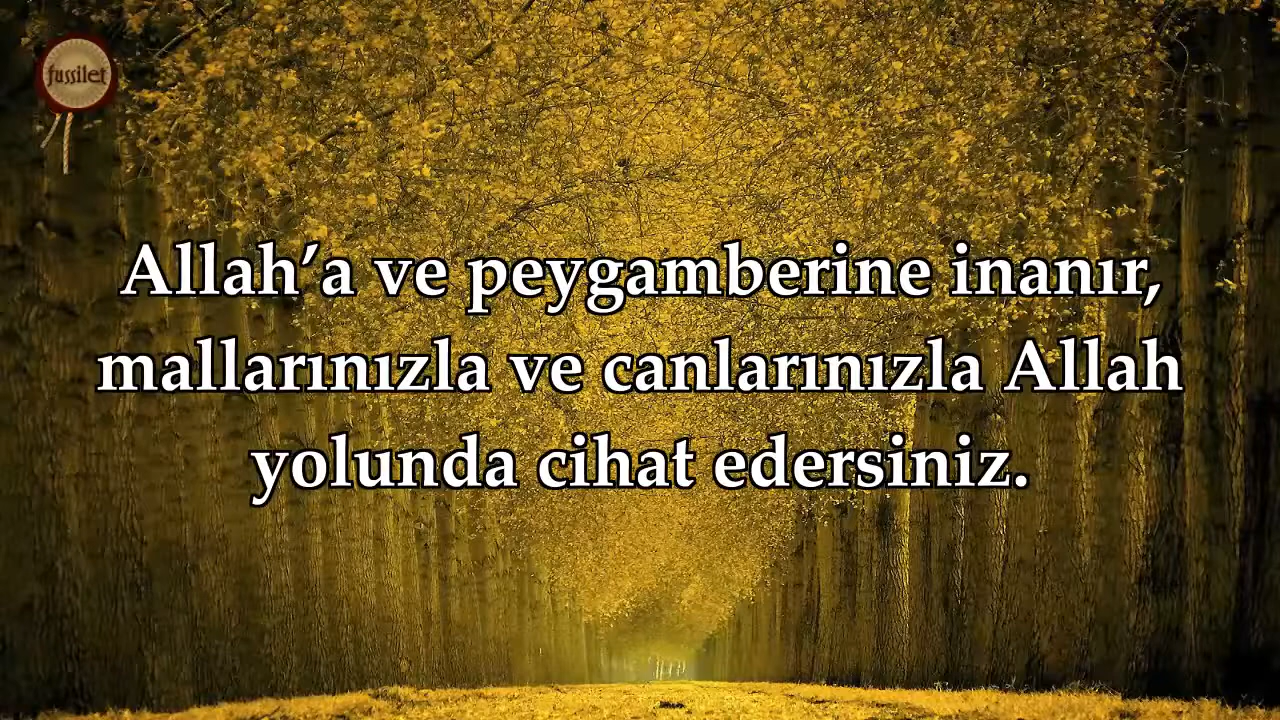 fussilet
Allah’a ve peygamberine inanır,
mallarınızla ve canlarınızla Allah
yolunda cihat edersiniz.